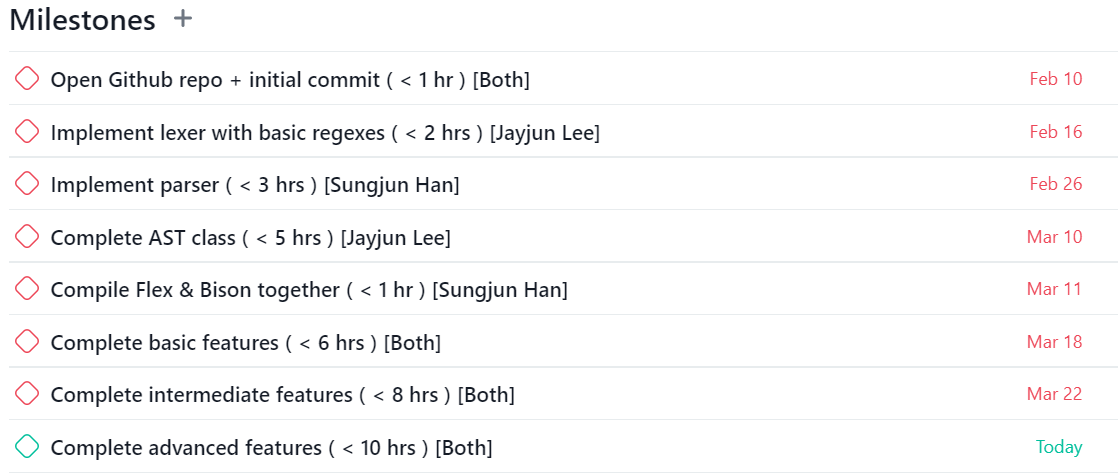 Milestones +
Open Github repo + initial commit ( < 1 hr ) [Both] Feb 10
Implement lexer with basic regexes ( < 2 hrs ) [Jayjun Lee] Feb 16
Implement parser ( < 3 hrs ) [Sungjun Han] Feb 26
Complete AST class ( < 5 hrs ) [Jayjun Lee] Mar 10
Compile Flex & Bison together ( < 1 hr ) [Sungjun Han] Mar 11
Complete basic features ( < 6 hrs ) [Both] Mar 18
Complete intermediate features ( < 8 hrs ) [Both] Mar 22
Complete advanced features ( < 10 hrs ) [Both] Today